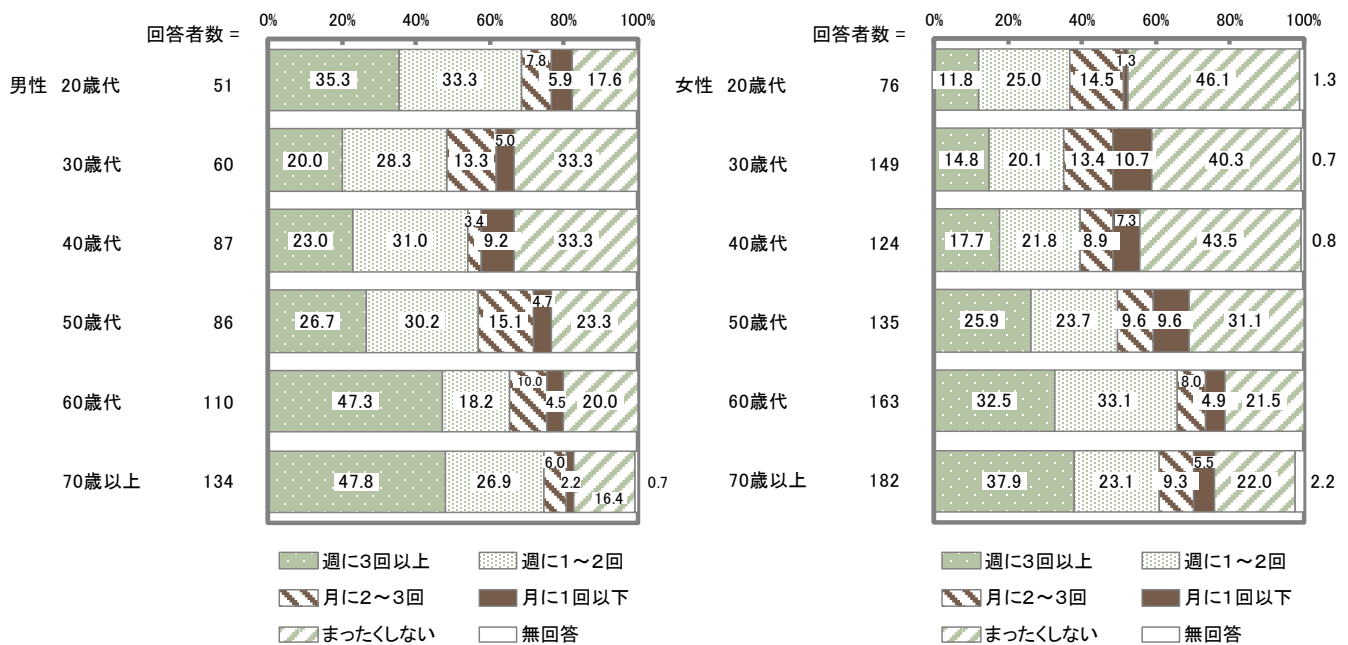 0% 20% 40% 60% 80% 100%
回答者数 =
男性 20歳代 51 35.3 33.3 7.8 5.9 17.6
30歳代 60 20.0 28.3 13.3 5.0 33.3
40歳代 87 23.0 31.0 3.4 9.2 33.3
50歳代 86 26.7 30.2 15.1 4.7 23.3
60歳代 110 47.3 18.2 10.0 4.5 20.0
70歳以上 134 47.8 26.9 6.0 2.2 16.4 0.7
週に3回以上 週に1～2回
月に2～3回 月に1回以下
まったくしない 無回答
0% 20% 40% 60% 80% 100%
回答者数 =
女性 20歳代 76 11.8 25.0 14.5 1.3 46.1 1.3
30歳代 149 14.8 20.1 13.4 10.7 40.3 0.7
40歳代 124 17.7 21.8 8.9 7.3 43.5 0.8
50歳代 135 25.9 23.7 9.6 9.6 31.1
60歳代 163 32.5 33.1 8.0 4.9 21.5
70歳以上 182 37.9 23.1 9.3 5.5 22.0 2.2
週に3回以上 週に1～2回
月に2～3回 月に1回以下
まったくしない 無回答